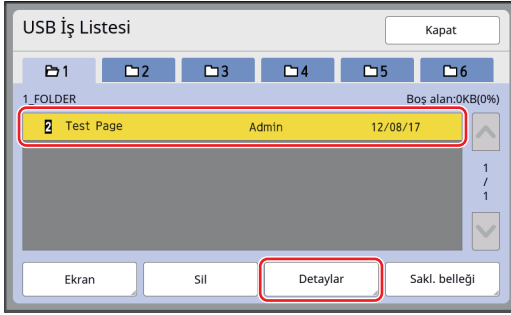 USB İş Listesi
Kapat
1 2 3 4 5 6
1_FOLDER Boş alan:0KB(0%)
2 Test Page Admin 12/08/17
1
/
1
Ekran Sil Detaylar Sakl. belleği